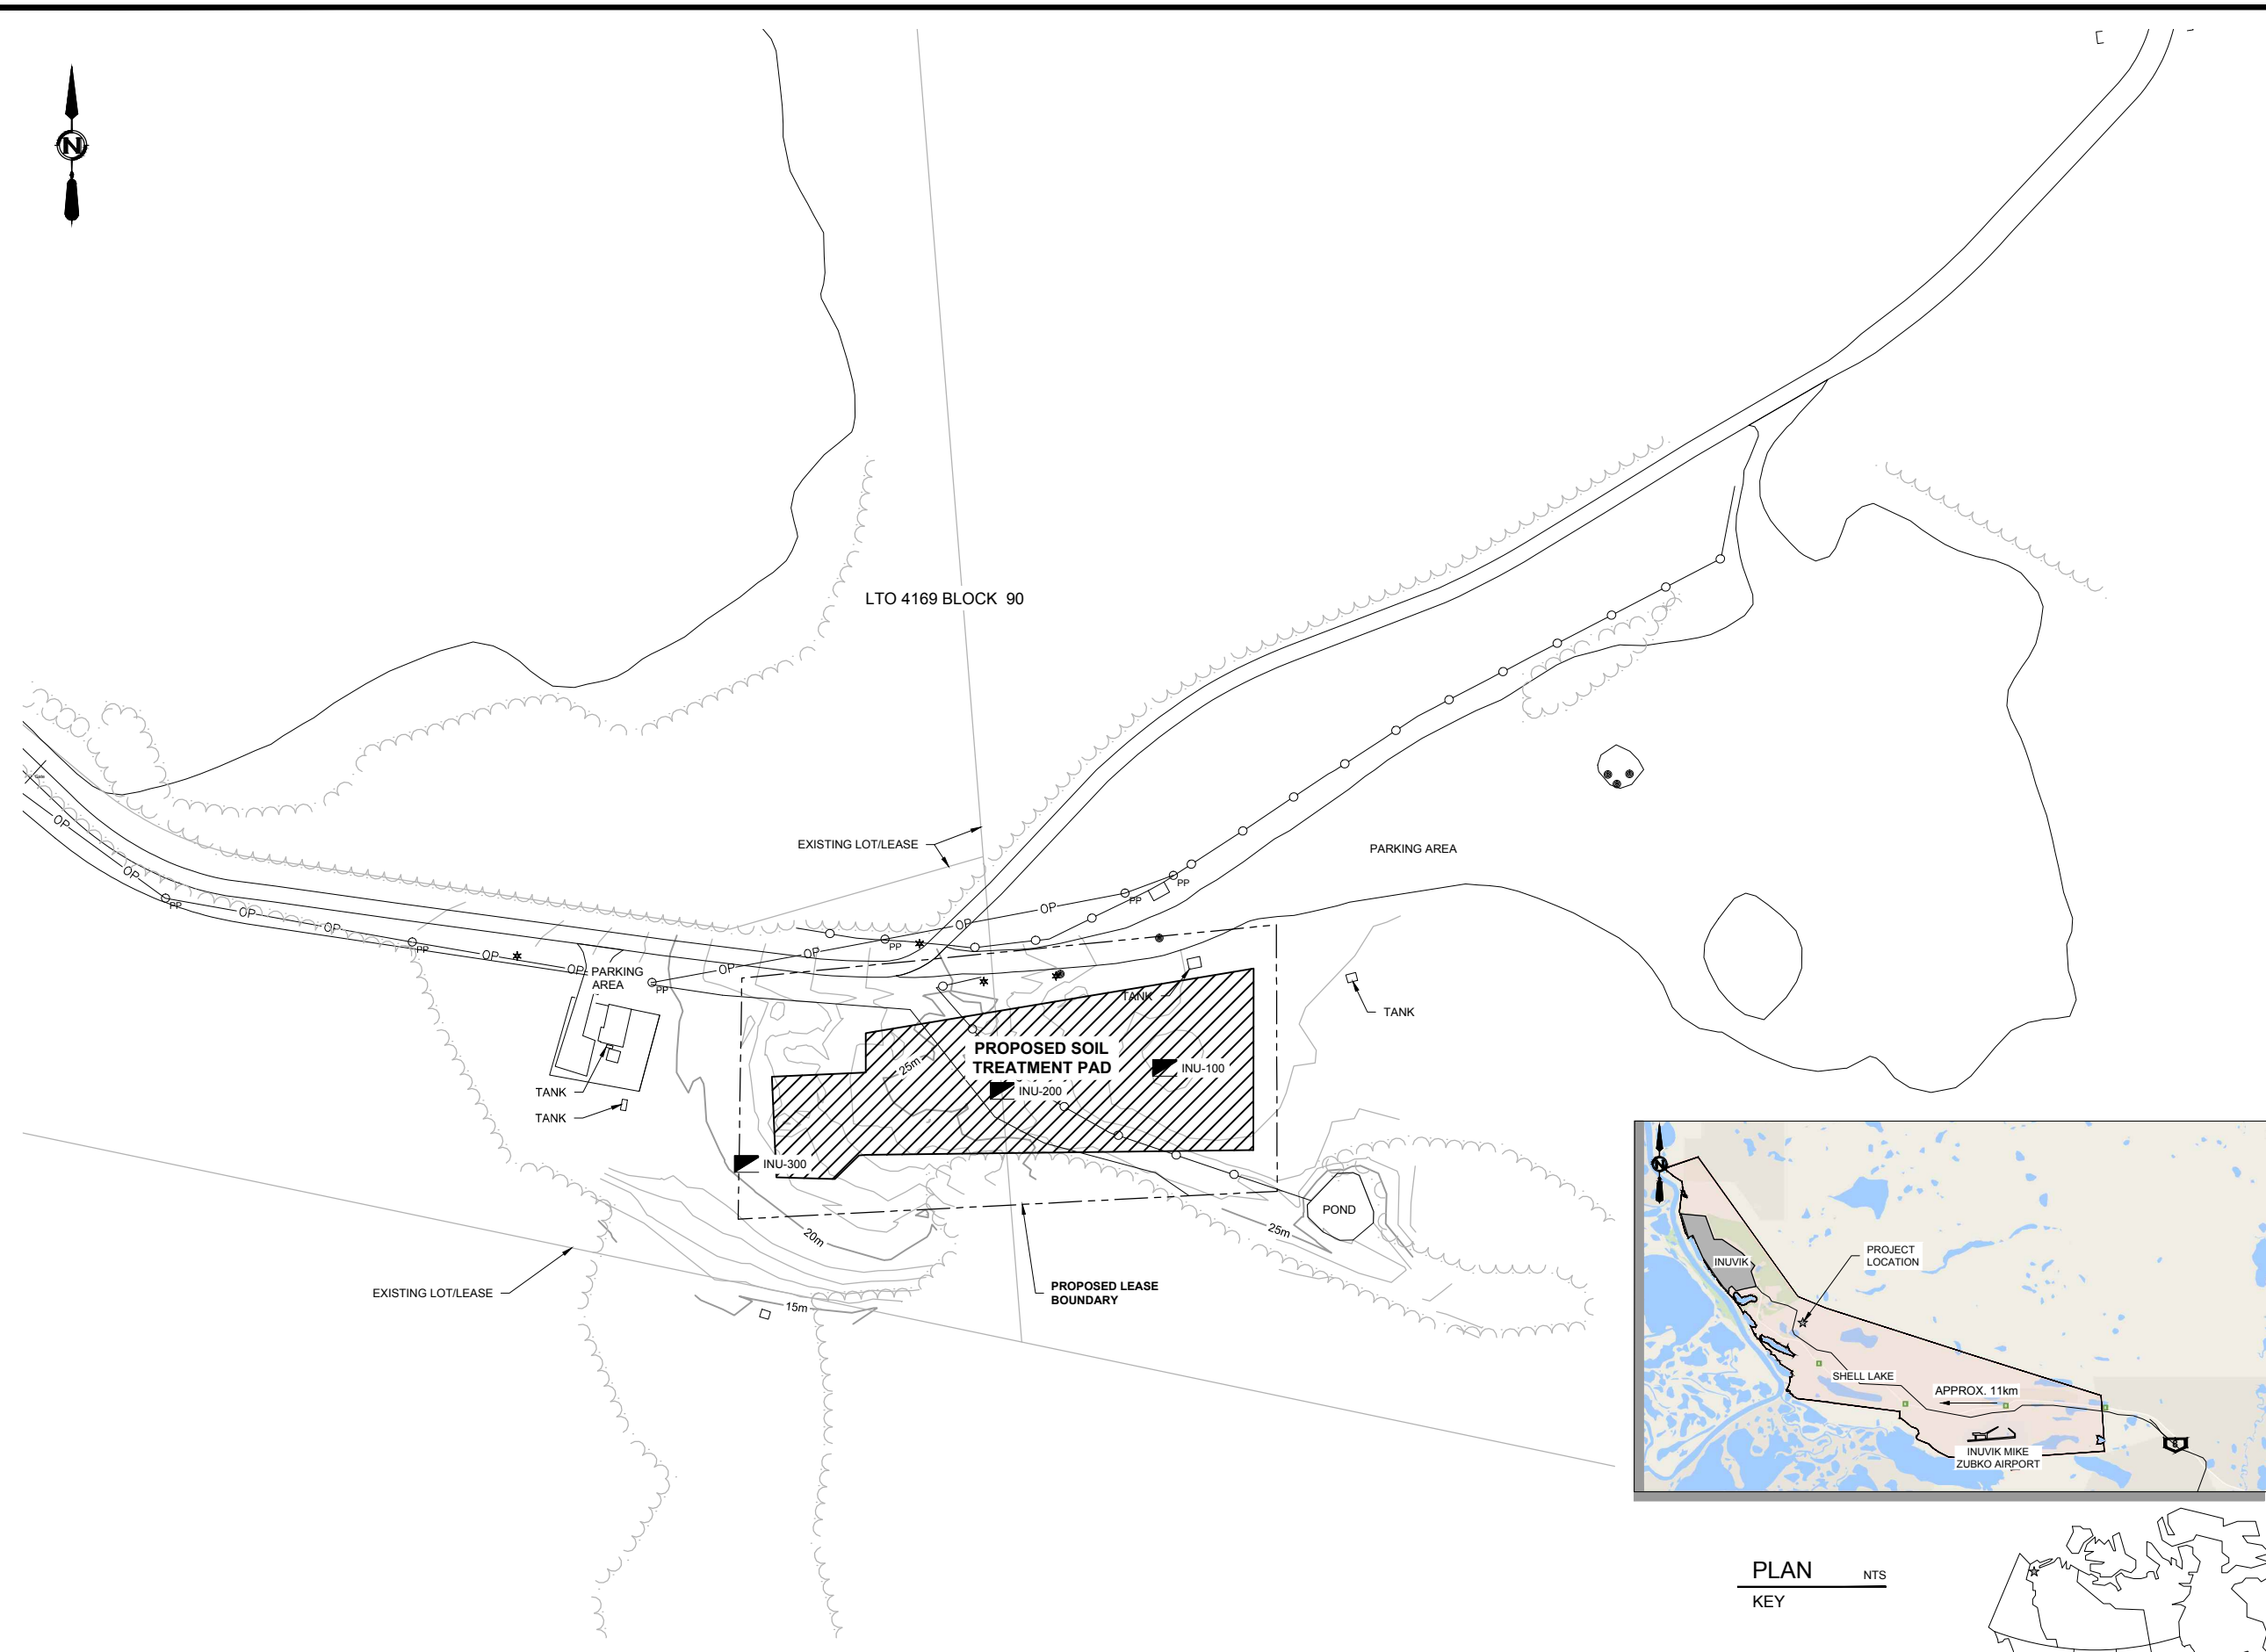 N
LTO 4169 BLOCK 90
EXISTING LOT/LEASE
PARKING AREA
OP
OP
PP
OP
OP
PP
OP
OP
PARKING
AREA
PP
OP
OP
PP
OP
OP
PP
PP
TANK
TANK
TANK
TANK
PROPOSED SOIL
TREATMENT PAD
25m
INU-100
INU-200
INU-300
POND
25m
20m
15m
EXISTING LOT/LEASE
PROPOSED LEASE
BOUNDARY
N
INUVIK
PROJECT
LOCATION
SHELL LAKE
APPROX. 11km
INUVIK MIKE
ZUBKO AIRPORT
8
PLAN NTS
KEY